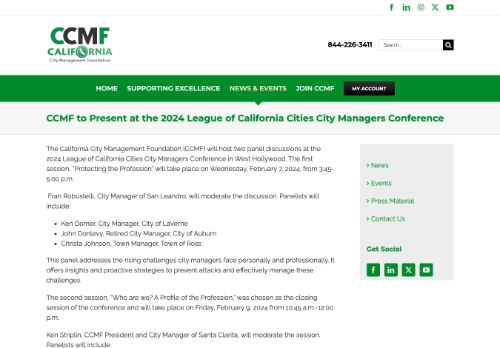 CCMF
CALIFORNIA
City Management Foundation
844-226-3411
Search...
HOME SUPPORTING EXCELLENCE NEWS & EVENTS JOIN CCMF MY ACCOUNT
CCMF to Present at the 2024 League of California Cities City Managers Conference
The California City Management Foundation (CCMF) will host two panel discussions at the
2024 League of California Cities City Managers Conference in West Hollywood. The first
session, "Protecting the Profession" will take place on Wednesday, February 7, 2024, from 3:45-
5:00 p.m.
Fran Robustelli, City Manager of San Leandro, will moderate the discussion. Panelists will
include:
• Ken Domer, City Manager, City of LaVerne
• John Donlevy, Retired City Manager, City of Auburn
• Christa Johnson, Town Manager, Town of Ross
This panel addresses the rising challenges city managers face personally and professionally. It
offers insights and proactive strategies to prevent attacks and effectively manage these
challenges.
The second session, "Who are we? A Profile of the Profession," was chosen as the closing
session of the conference and will take place on Friday, February 9, 2024 from 10:45 a.m.-12:00
p.m.
Ken Striplin, CCMF President and City Manager of Santa Clarita, will moderate the session.
Panelists will include:
> News
> Events
> Press Material
> Contact Us
Get Social